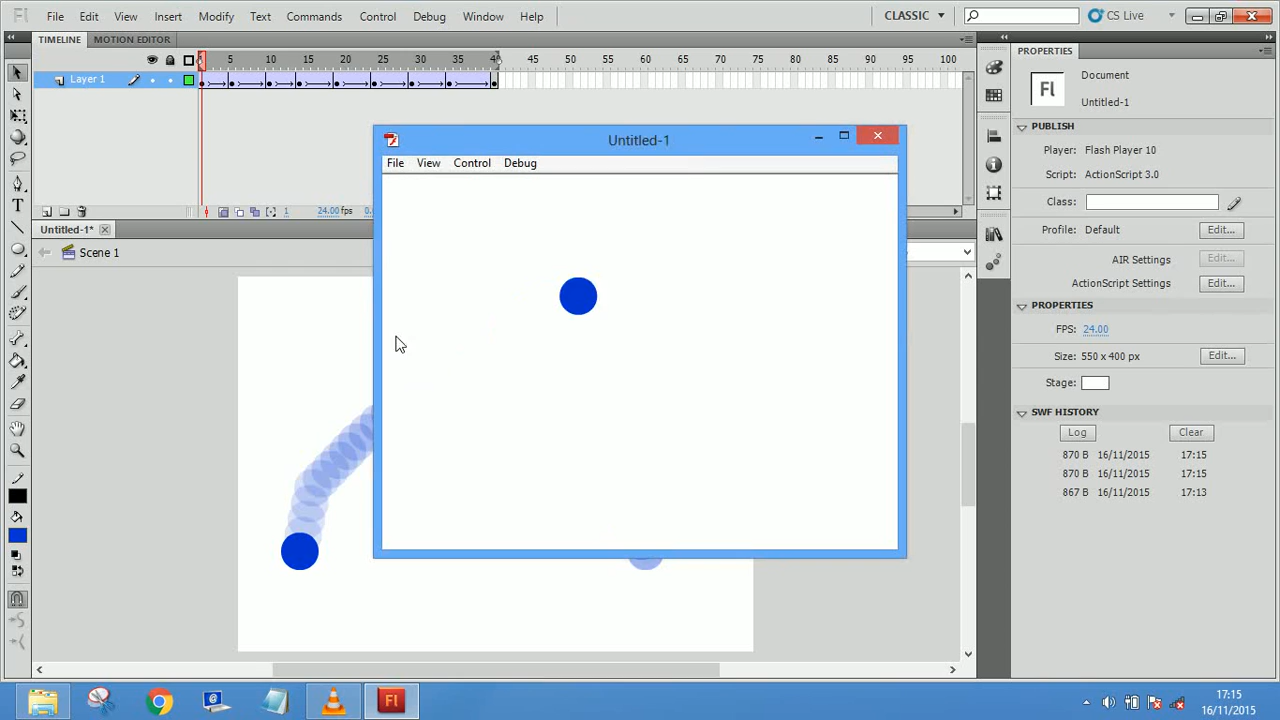 Fl File Edit View Insert Modify Text Commands Control Debug Window Help CLASSIC CS Live
TIMELINE MOTION EDITOR
5 10 15 20 25 30 35 50 55 60 65 70 75 80 85 90 95 100
Layer 1
1 24.00fps
Untitled-1*
Scene 1
Untitled-1
File View Control Debug
PROPERTIES
Fl Document
Untitled-1
PUBLISH
Player: Flash Player 10
Script: ActionScript 3.0
Class:
Profile: Default Edit...
AIR Settings Edit...
ActionScript Settings Edit...
PROPERTIES
FPS: 24.00
Size: 550 x 400 px Edit...
Stage:
SWF HISTORY
Log Clear
870 B 16/11/2015 17:15
870 B 16/11/2015 17:15
867 B 16/11/2015 17:13
Fl
17:15
16/11/2015